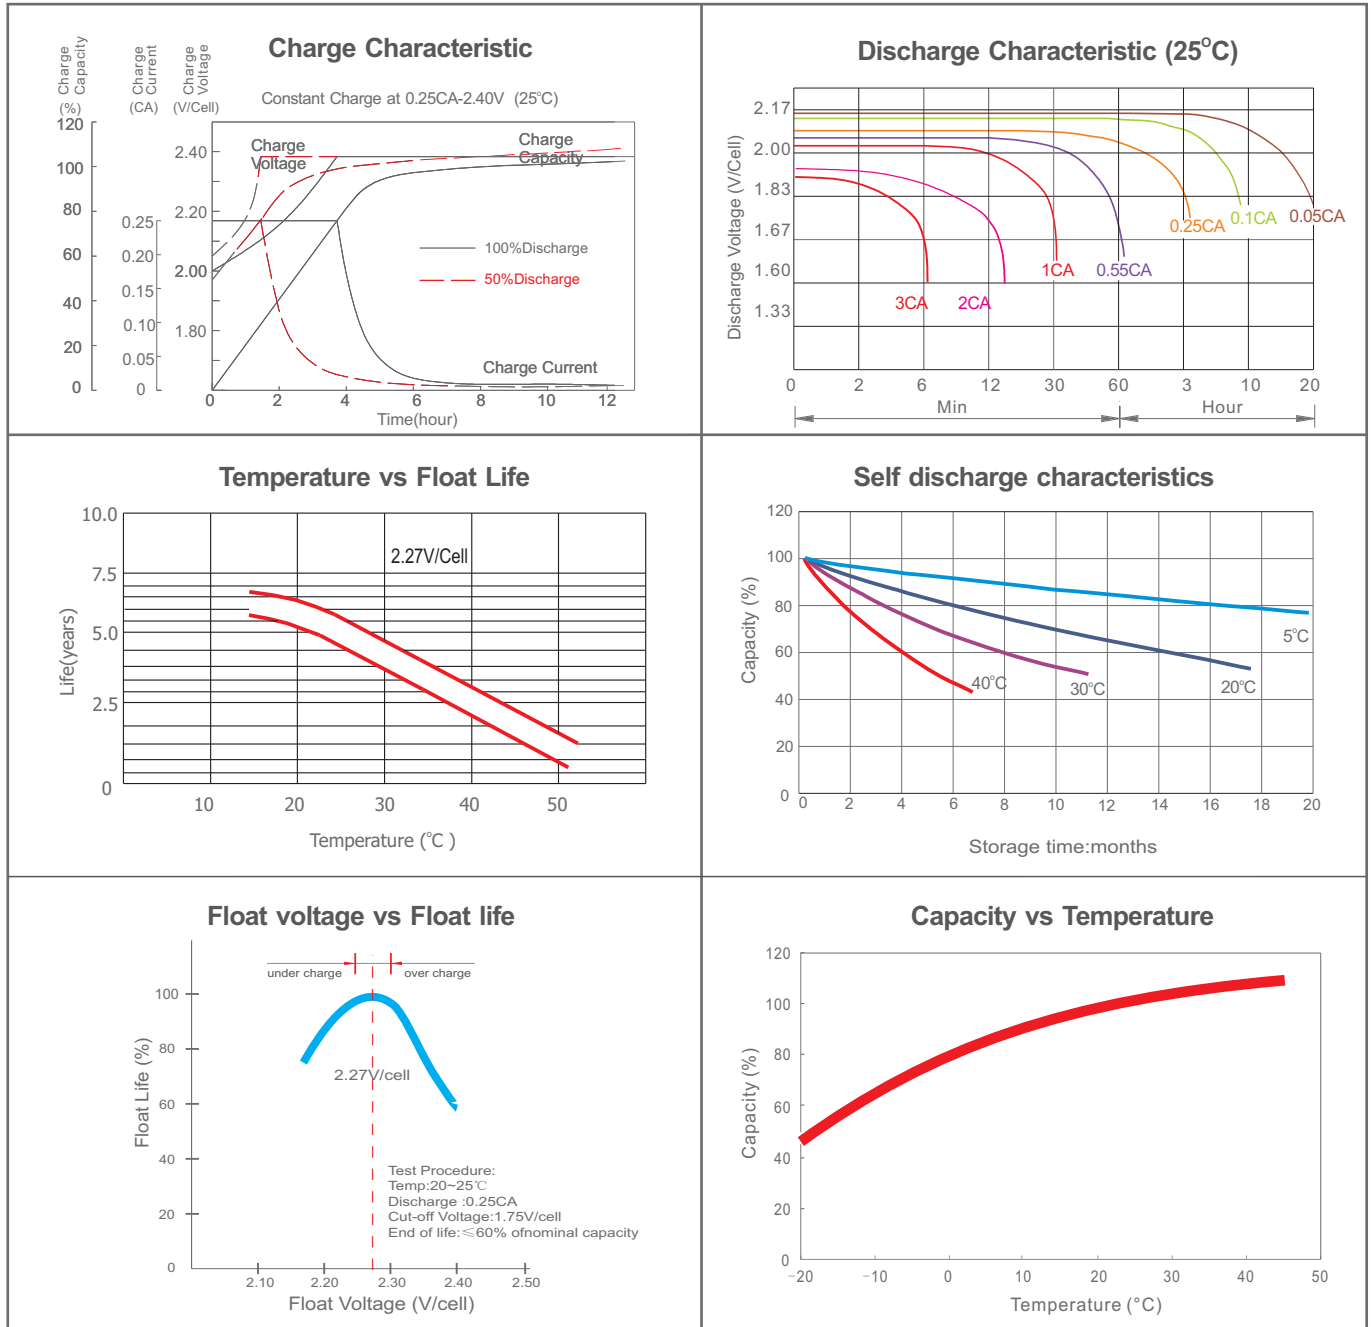 Charge Characteristic
Charge
Capacity
(%)
Charge
Current
(CA)
Charge
Voltage
(V/Cell)
Constant Charge at 0.25CA-2.40V (25°C)
120
100
80
60
40
20
0
0.25
0.20
0.15
0.10
0.05
0
2.40
2.20
2.00
1.80
Charge
Voltage
Charge
Capacity
100%Discharge
50%Discharge
Charge Current
0 2 4 6 8 10 12
Time(hour)
Discharge Characteristic (25°C)
Discharge Voltage (V/Cell)
2.17
2.00
1.83
1.67
1.60
1.33
3CA
2CA
1CA
0.55CA
0.25CA
0.1CA
0.05CA
0 2 6 12 30 60 3 10 20
Min Hour
Temperature vs Float Life
Life(years)
10.0
7.5
5.0
2.5
0
2.27V/Cell
10 20 30 40 50
Temperature (°C )
Self discharge characteristics
Capacity (%)
120
100
80
60
40
20
0
5°C
20°C
30°C
40°C
0 2 4 6 8 10 12 14 16 18 20
Storage time:months
Float voltage vs Float life
under charge over charge
Float Life (%)
100
80
60
40
20
0
2.27V/cell
Test Procedure:
Temp:20~25℃
Discharge :0.25CA
Cut-off Voltage:1.75V/cell
End of life:≤60% ofnominal capacity
2.10 2.20 2.30 2.40 2.50
Float Voltage (V/cell)
Capacity vs Temperature
Capacity (%)
120
100
80
60
40
20
0
−20 −10 0 10 20 30 40 50
Temperature (°C)